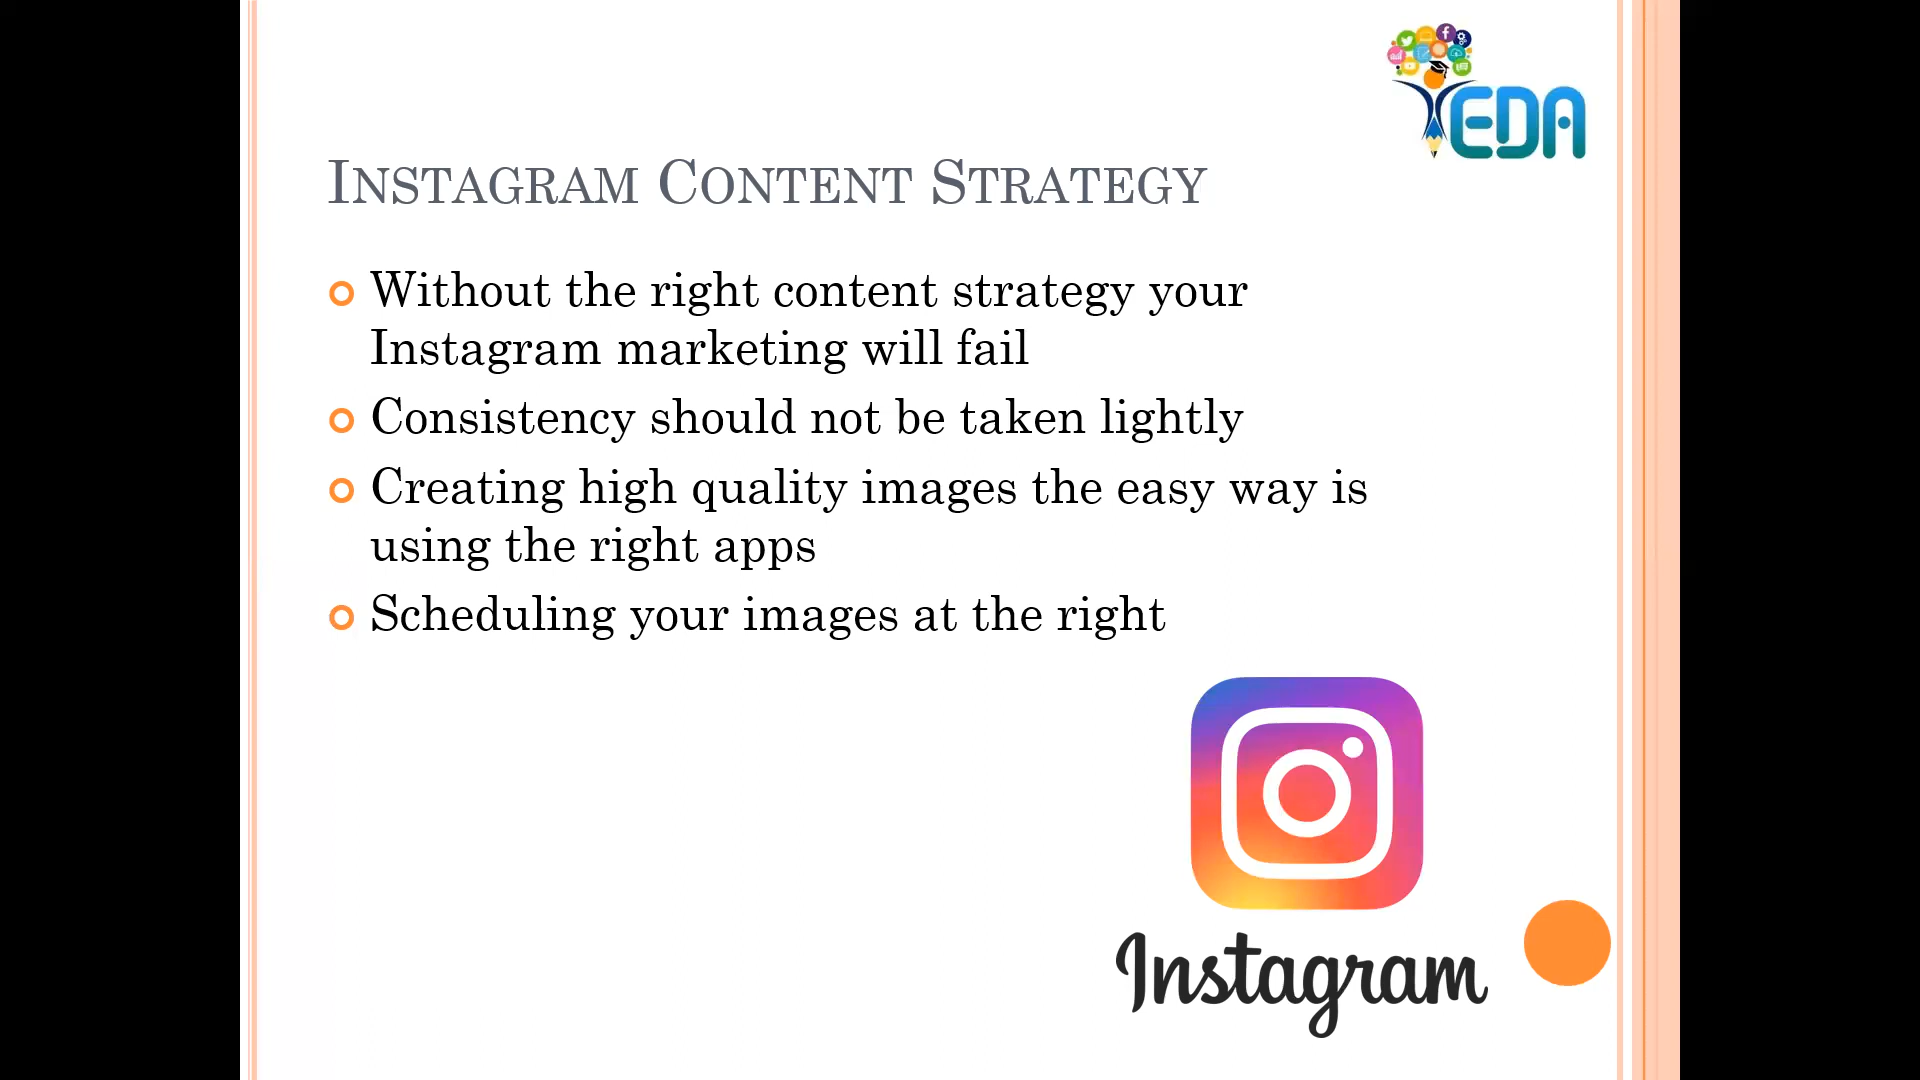 EDA
INSTAGRAM CONTENT STRATEGY
Without the right content strategy your
Instagram marketing will fail
Consistency should not be taken lightly
Creating high quality images the easy way is
using the right apps
Scheduling your images at the right
Instagram